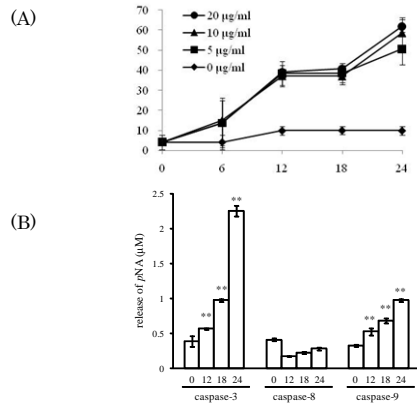 (A)
70
60
50
40
30
20
10
0
20 µg/ml
10 µg/ml
5 µg/ml
0 µg/ml
0 6 12 18 24
(B)
release of pNA (µM)
2.5
2
1.5
1
0.5
0
** ** **
** ** **
0 12 18 24 0 12 18 24 0 12 18 24
caspase-3 caspase-8 caspase-9